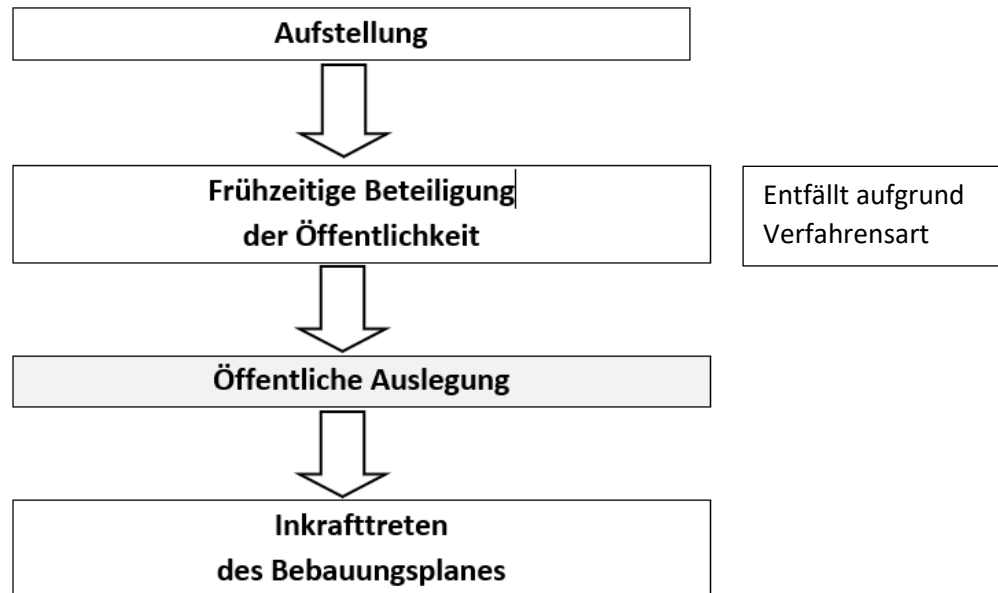 Aufstellung
Frühzeitige Beteiligung
der Öffentlichkeit
Entfällt aufgrund
Verfahrensart
Öffentliche Auslegung
Inkrafttreten
des Bebauungsplanes